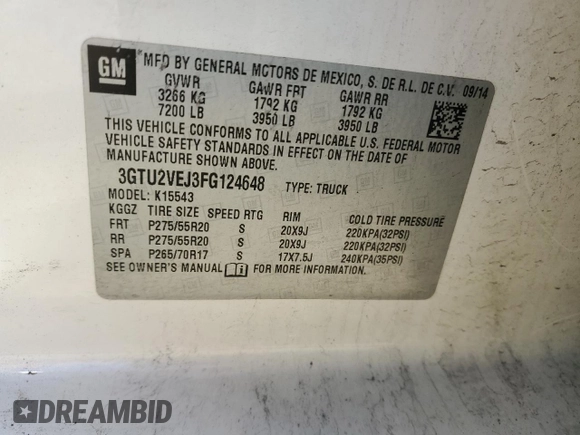 GM
MFD BY GENERAL MOTORS DE MEXICO, S. DE R.L. DE C.V. 09/14
GVWR GAWR FRT GAWR RR
3266 KG 1792 KG 1792 KG
7200 LB 3950 LB 3950 LB
THIS VEHICLE CONFORMS TO ALL APPLICABLE U.S. FEDERAL MOTOR
VEHICLE SAFETY STANDARDS IN EFFECT ON THE DATE OF
MANUFACTURE SHOWN ABOVE.
3GTU2VEJ3FG124648 TYPE: TRUCK
MODEL: K15543
KGGZ TIRE SIZE SPEED RTG RIM COLD TIRE PRESSURE
FRT P275/55R20 S 20X9J 220KPA(32PSI)
RR P275/55R20 S 20X9J 220KPA(32PSI)
SPA P265/70R17 S 17X7.5J 240KPA(35PSI)
SEE OWNER'S MANUAL FOR MORE INFORMATION.
DREAMBID